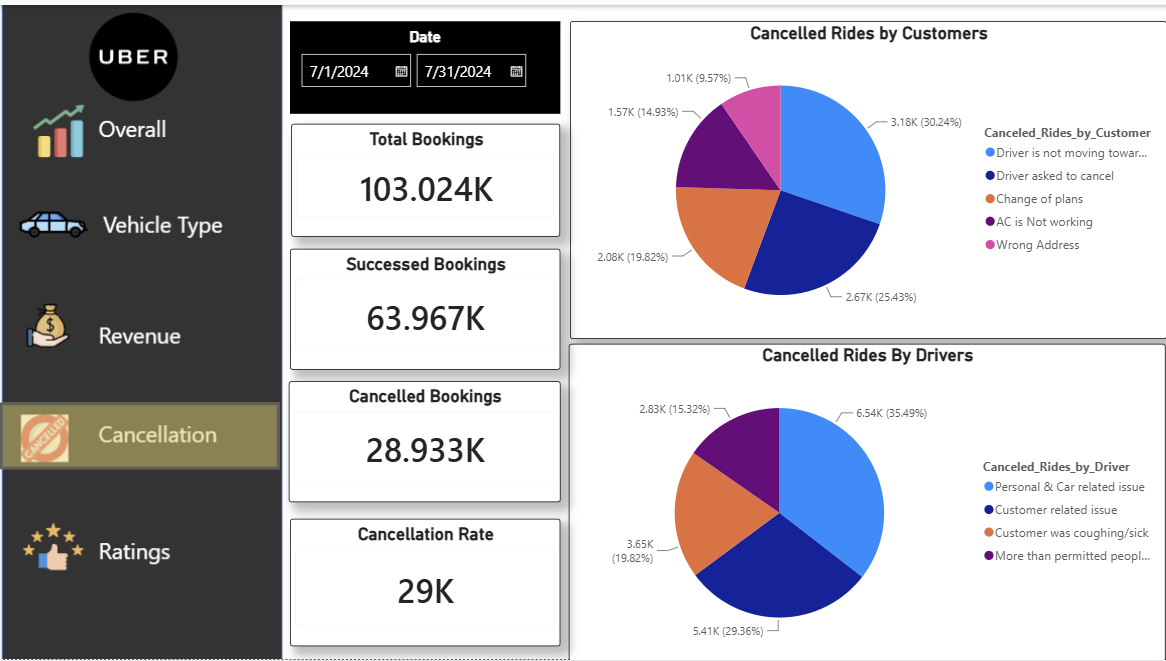 UBER
Overall
Vehicle Type
Revenue
CANCELLED
Cancellation
Ratings
Date
7/1/2024
7/31/2024
Total Bookings
103.024K
Successed Bookings
63.967K
Cancelled Bookings
28.933K
Cancellation Rate
29K
Cancelled Rides by Customers
1.01K (9.57%)
1.57K (14.93%)
3.18K (30.24%)
2.08K (19.82%)
2.67K (25.43%)
Canceled_Rides_by_Customer
Driver is not moving towar...
Driver asked to cancel
Change of plans
AC is Not working
Wrong Address
Cancelled Rides By Drivers
2.83K (15.32%)
6.54K (35.49%)
3.65K
(19.82%)
5.41K (29.36%)
Canceled_Rides_by_Driver
Personal & Car related issue
Customer related issue
Customer was coughing/sick
More than permitted peopl...